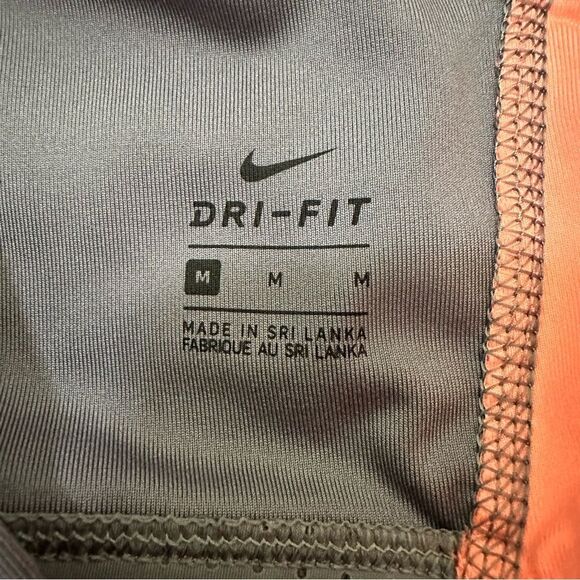 DRI-FIT
M M M
MADE IN SRI LANKA
FABRIQUE AU SRI LANKA